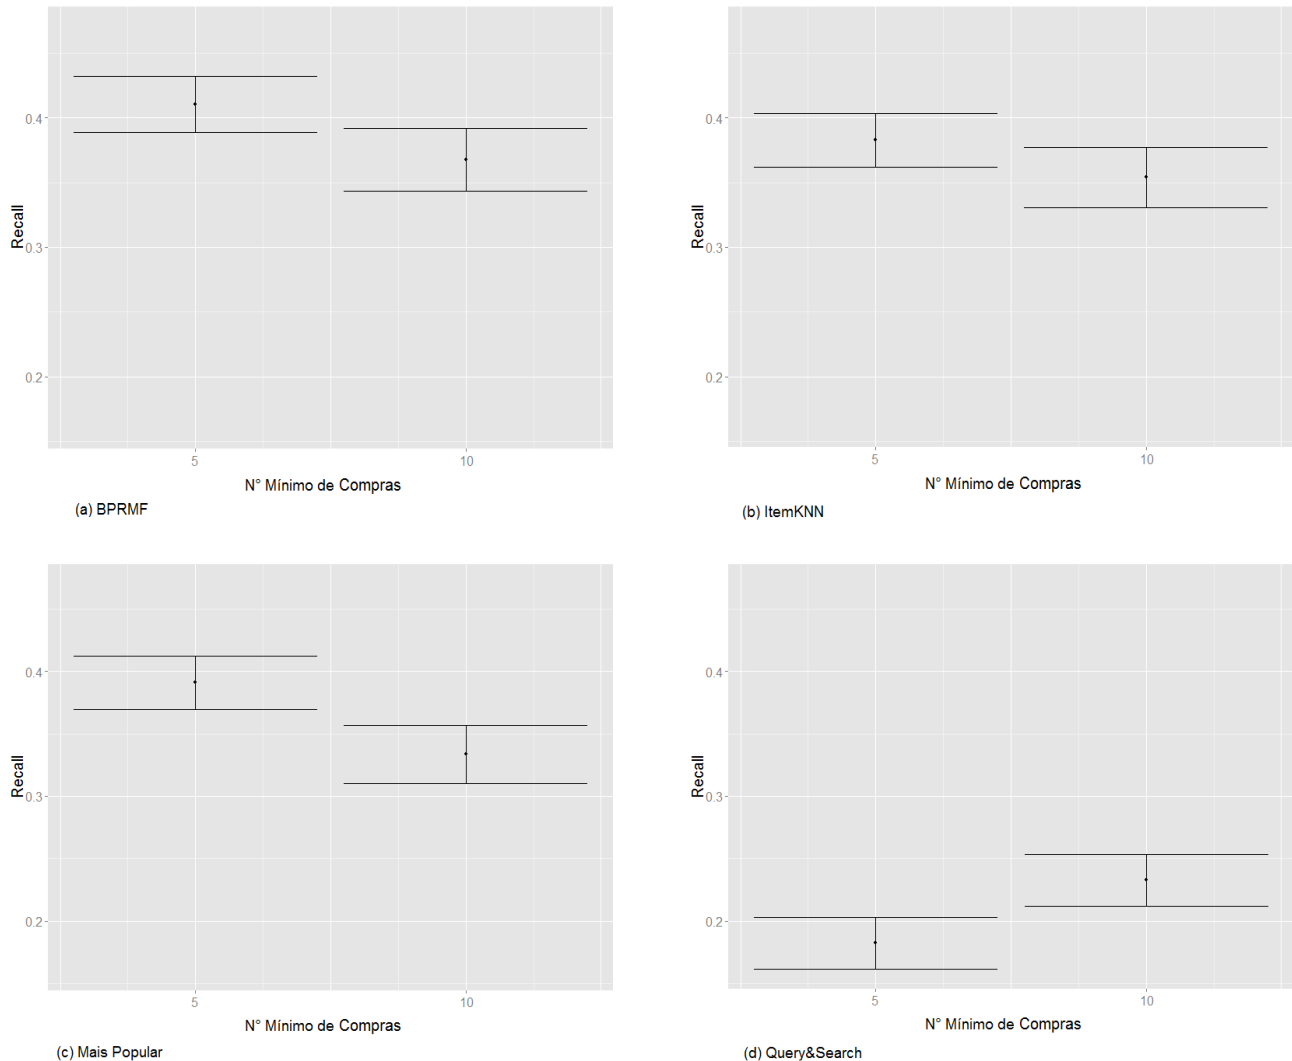 0.4
0.3
0.2
Recall
5
10
N° Mínimo de Compras
(a) BPRMF
0.4
0.3
0.2
Recall
5
10
N° Mínimo de Compras
(b) ItemKNN
0.4
0.3
0.2
Recall
5
10
N° Mínimo de Compras
(c) Mais Popular
0.4
0.3
0.2
Recall
5
10
N° Mínimo de Compras
(d) Query&Search